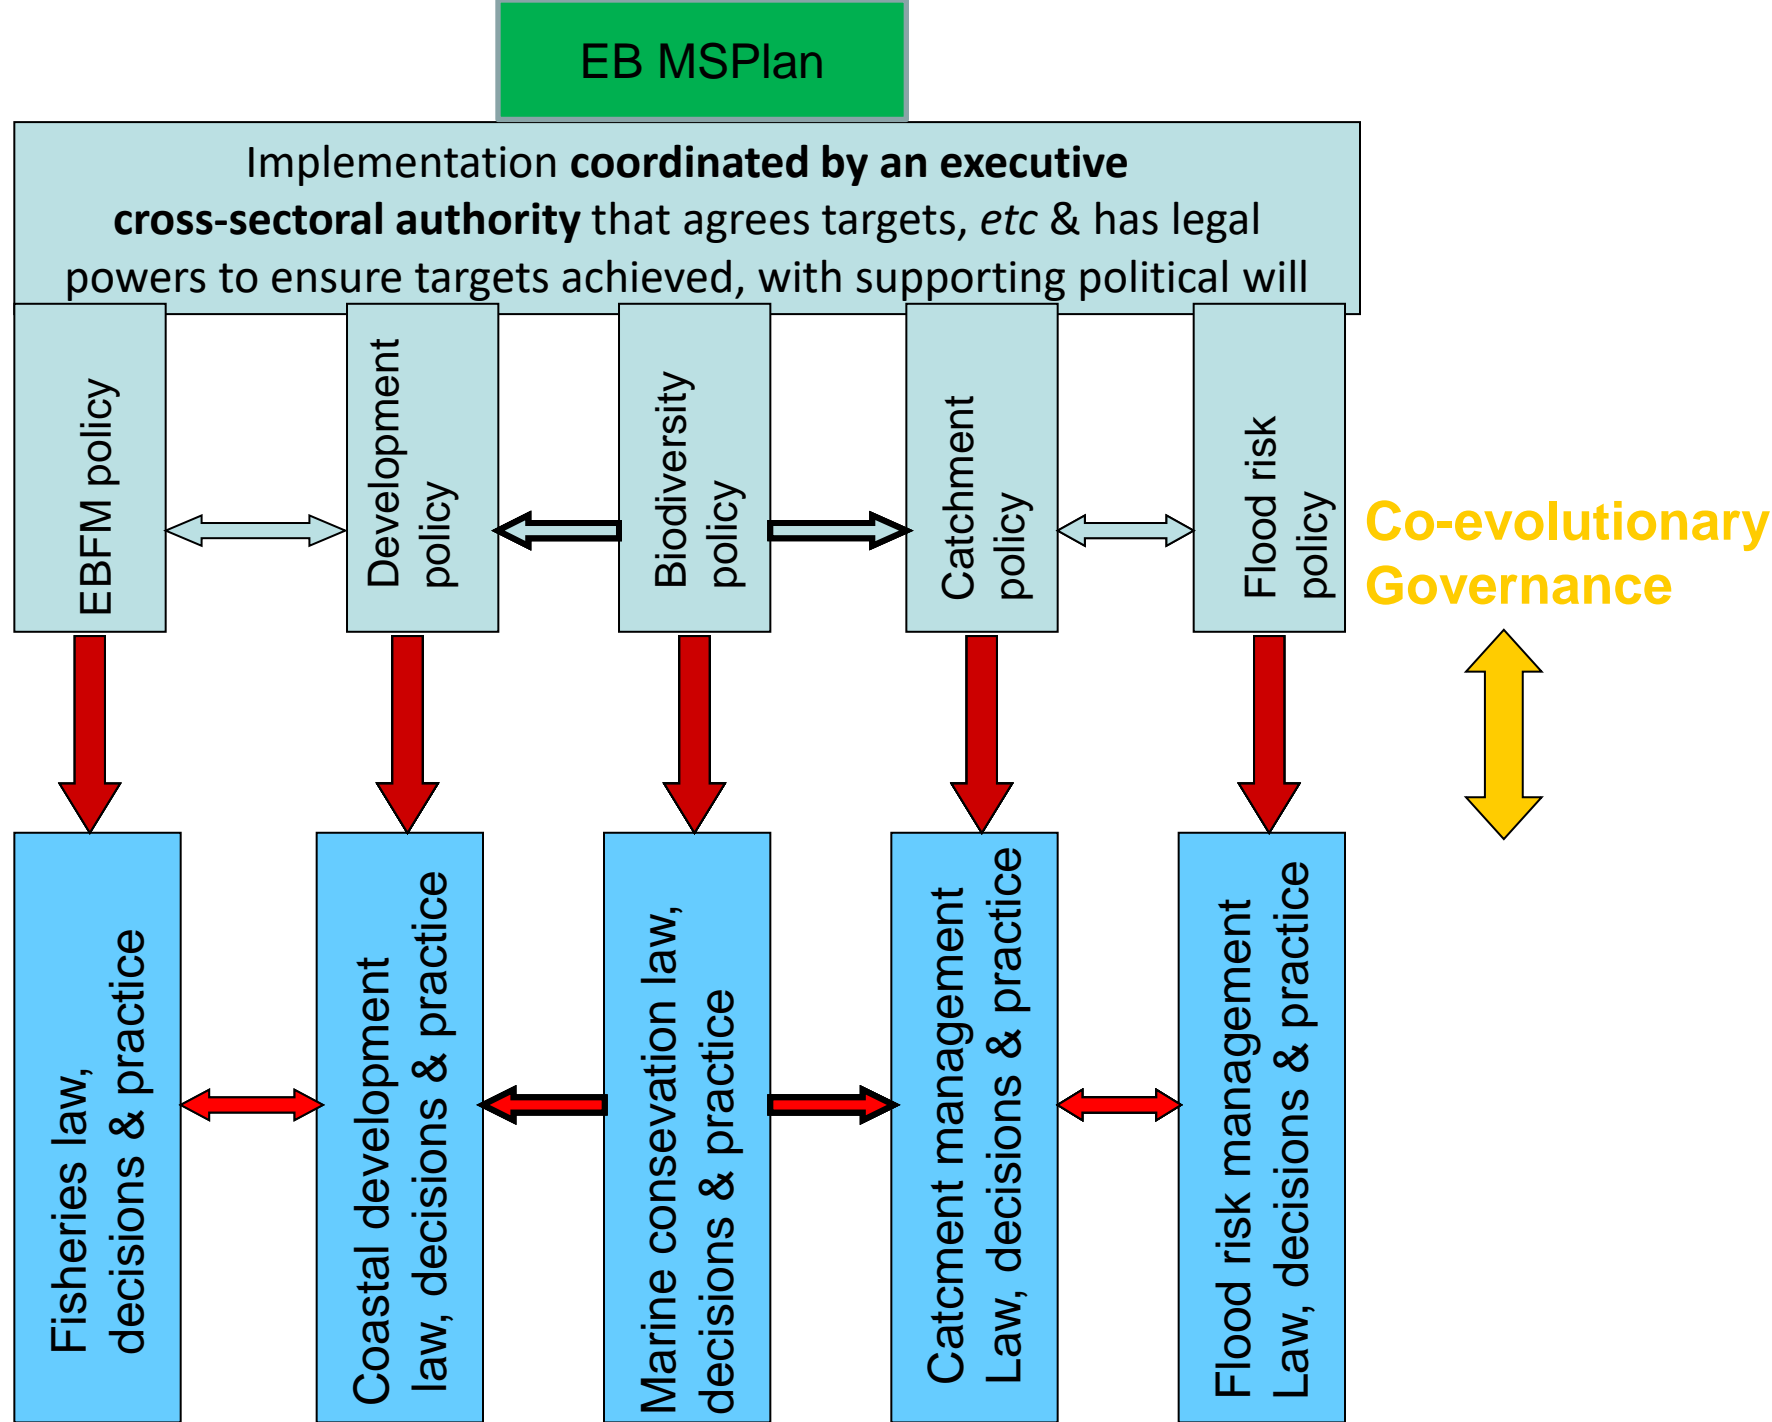 EB MSPlan
Implementation coordinated by an executive
cross-sectoral authority that agrees targets, etc & has legal
powers to ensure targets achieved, with supporting political will
EBFM policy
Development
policy
Biodiversity
policy
Catchment
policy
Flood risk
policy
Co-evolutionary
Governance
Fisheries law,
decisions & practice
Coastal development
law, decisions & practice
Marine consevation law,
decisions & practice
Catcment management
Law, decisions & practice
Flood risk management
Law, decisions & practice